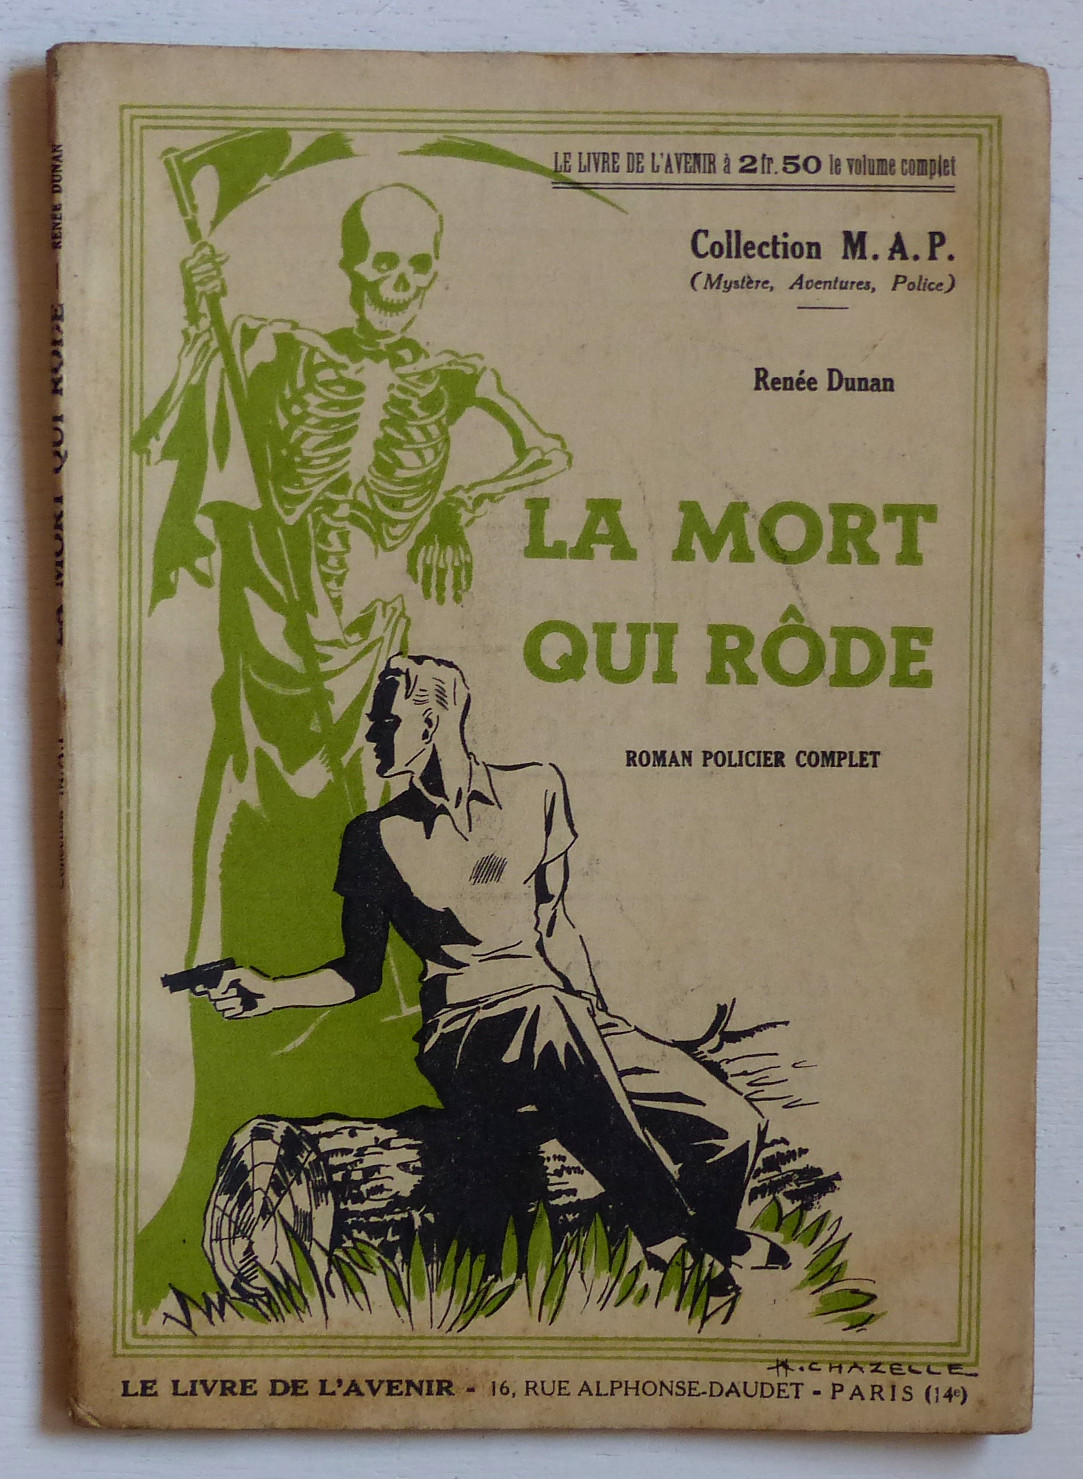 LE LIVRE DE L'AVENIR à 2 fr. 50 le volume complet
Collection M. A. P.
(Mystère, Aventures, Police)
Renée Dunan
LA MORT
QUI RÔDE
ROMAN POLICIER COMPLET
H. CHAZELLE
LE LIVRE DE L'AVENIR - 16, RUE ALPHONSE-DAUDET - PARIS (14e)
LA MORT QUI RÔDE — RENÉE DUNAN